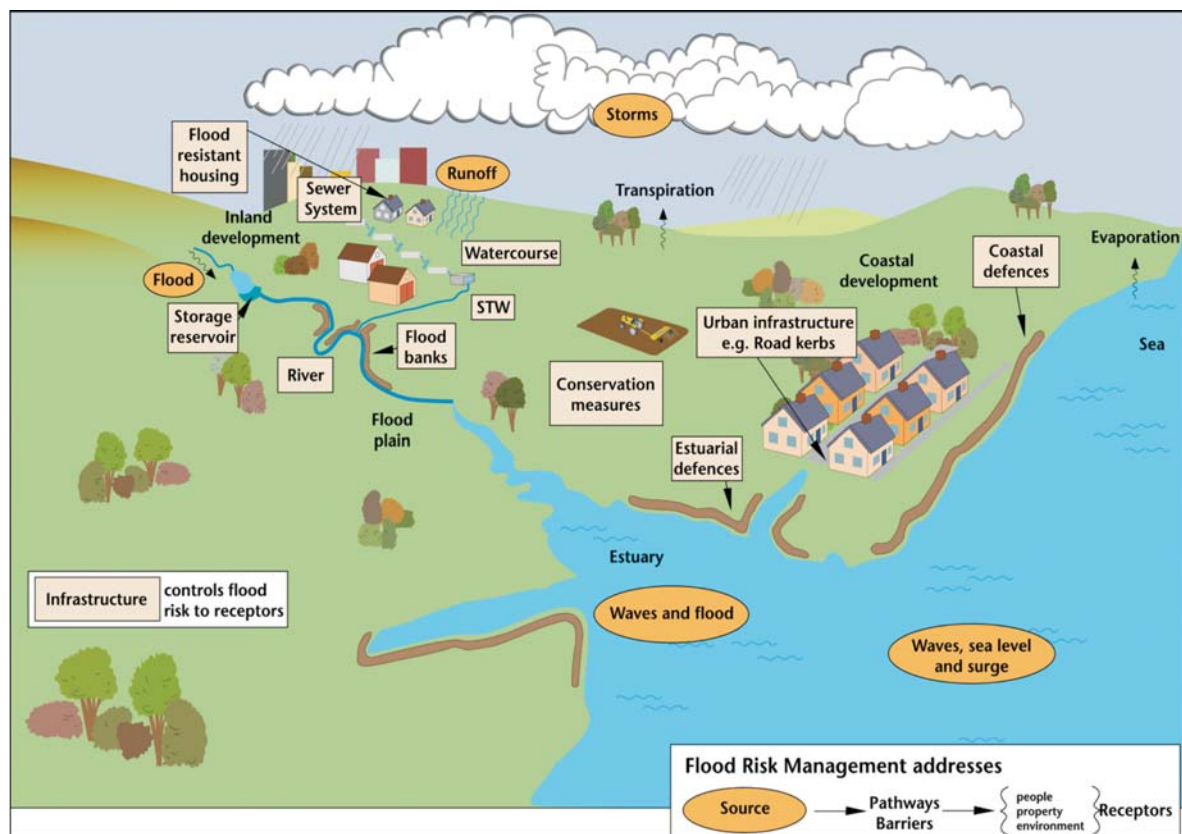 Storms
Flood
resistant
housing
Runoff
Sewer
System
Transpiration
Inland
development
Evaporation
Coastal
defences
Watercourse
Coastal
development
Flood
Storage
reservoir
STW
Urban infrastructure
e.g. Road kerbs
Sea
Flood
banks
River
Conservation
measures
Flood
plain
Estuarial
defences
Estuary
Infrastructure
controls flood
risk to receptors
Waves and flood
Waves, sea level
and surge
Flood Risk Management addresses
Source
Pathways
Barriers
people
property
environment
Receptors